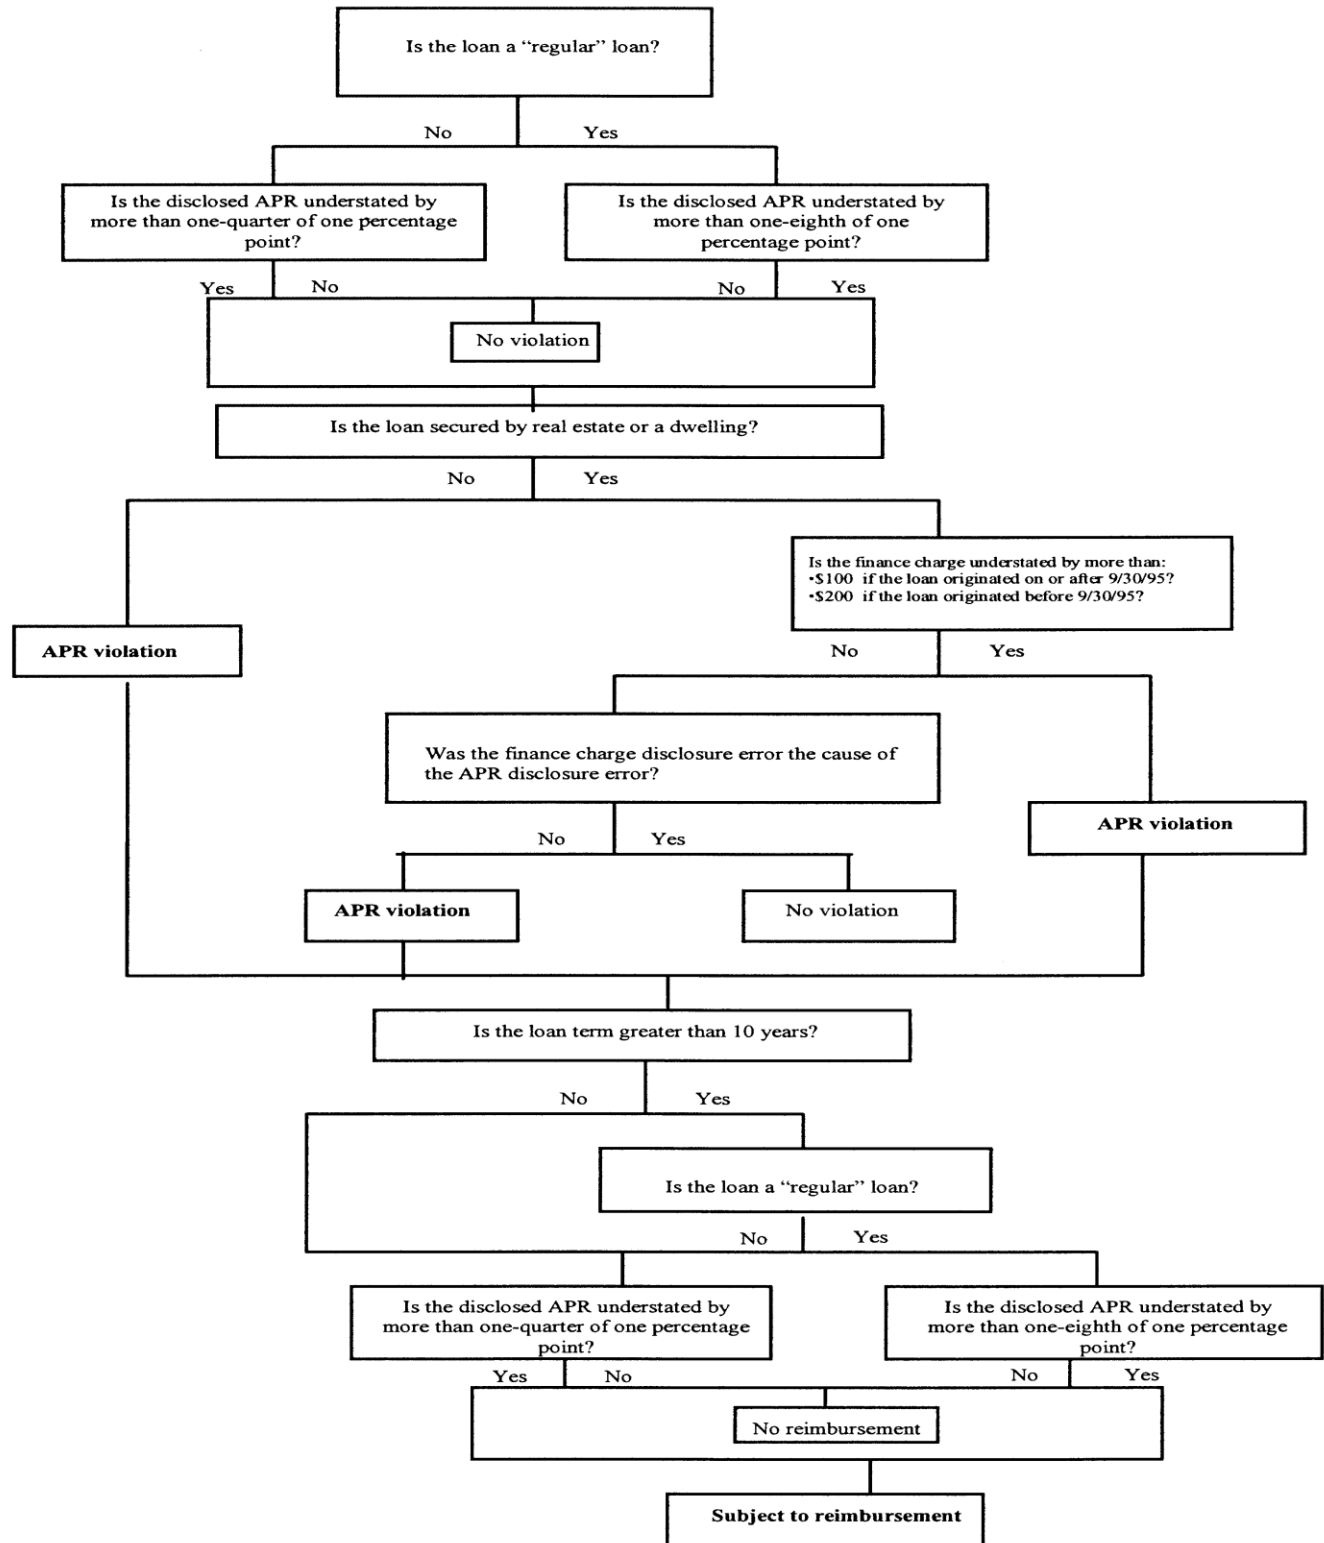 Is the loan a “regular” loan?
No Yes
Is the disclosed APR understated by
more than one-quarter of one percentage
point?
Is the disclosed APR understated by
more than one-eighth of one
percentage point?
Yes No No Yes
No violation
Is the loan secured by real estate or a dwelling?
No Yes
Is the finance charge understated by more than:
•$100 if the loan originated on or after 9/30/95?
•$200 if the loan originated before 9/30/95?
APR violation
No Yes
Was the finance charge disclosure error the cause of
the APR disclosure error?
APR violation
No Yes
APR violation
No violation
Is the loan term greater than 10 years?
No Yes
Is the loan a “regular” loan?
No Yes
Is the disclosed APR understated by
more than one-quarter of one percentage
point?
Is the disclosed APR understated by
more than one-eighth of one percentage
point?
Yes No No Yes
No reimbursement
Subject to reimbursement